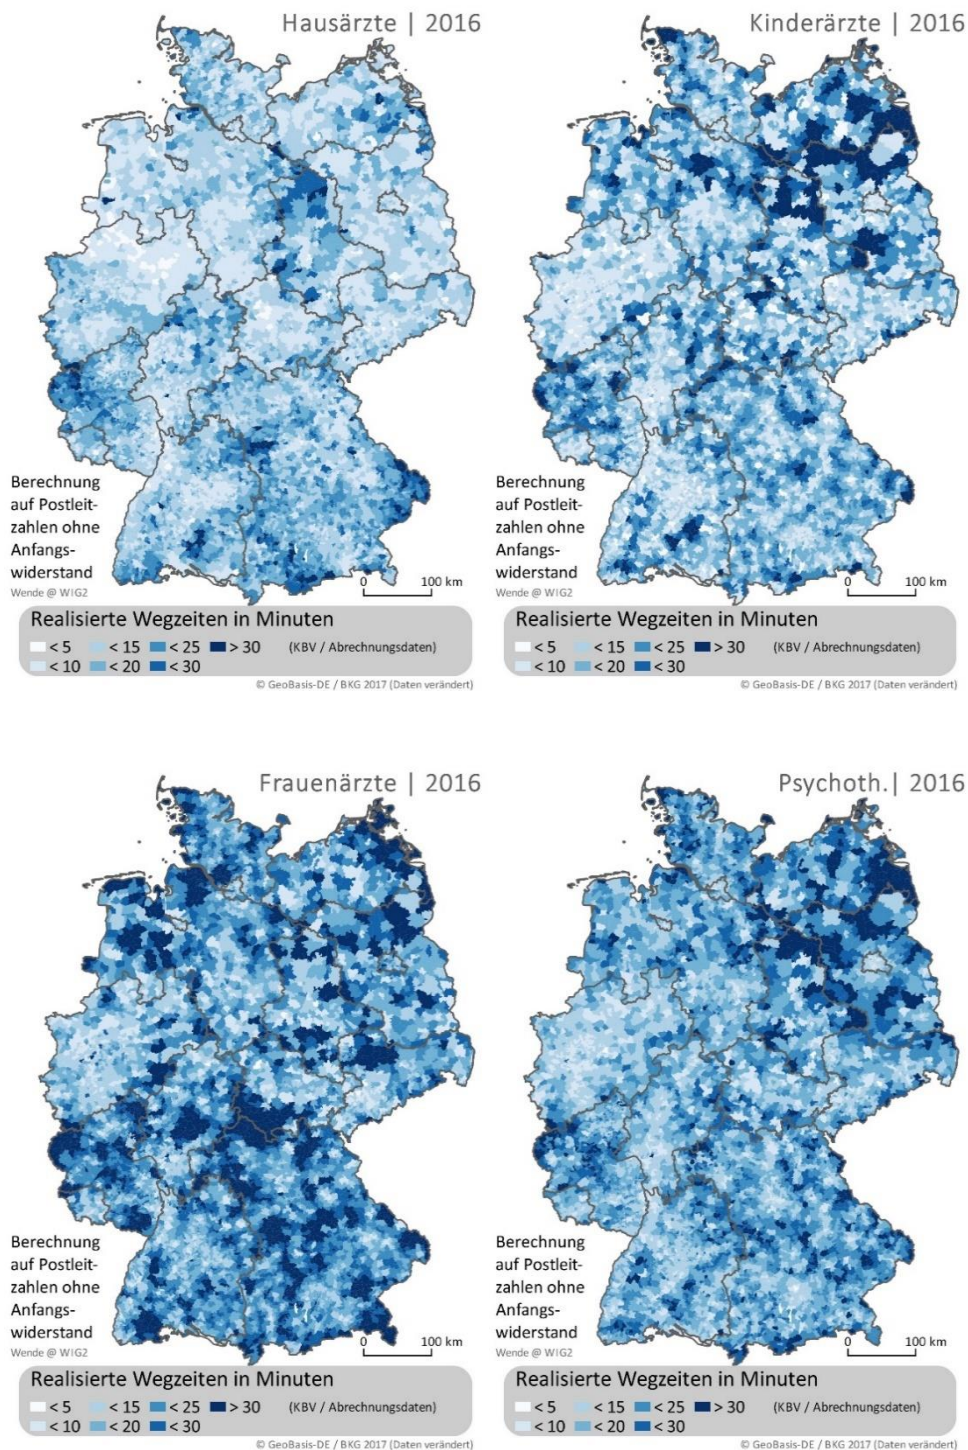 Hausärzte | 2016
Berechnung
auf Postleit-
zahlen ohne
Anfangs-
widerstand
Wende @ WIG2
0 100 km
Realisierte Wegzeiten in Minuten
< 5 < 15 < 25 > 30 (KBV / Abrechnungsdaten)
< 10 < 20 < 30
© GeoBasis-DE / BKG 2017 (Daten verändert)
Kinderärzte | 2016
Berechnung
auf Postleit-
zahlen ohne
Anfangs-
widerstand
Wende @ WIG2
0 100 km
Realisierte Wegzeiten in Minuten
< 5 < 15 < 25 > 30 (KBV / Abrechnungsdaten)
< 10 < 20 < 30
© GeoBasis-DE / BKG 2017 (Daten verändert)
Frauenärzte | 2016
Berechnung
auf Postleit-
zahlen ohne
Anfangs-
widerstand
Wende @ WIG2
0 100 km
Realisierte Wegzeiten in Minuten
< 5 < 15 < 25 > 30 (KBV / Abrechnungsdaten)
< 10 < 20 < 30
© GeoBasis-DE / BKG 2017 (Daten verändert)
Psychoth. | 2016
Berechnung
auf Postleit-
zahlen ohne
Anfangs-
widerstand
Wende @ WIG2
0 100 km
Realisierte Wegzeiten in Minuten
< 5 < 15 < 25 > 30 (KBV / Abrechnungsdaten)
< 10 < 20 < 30
© GeoBasis-DE / BKG 2017 (Daten verändert)